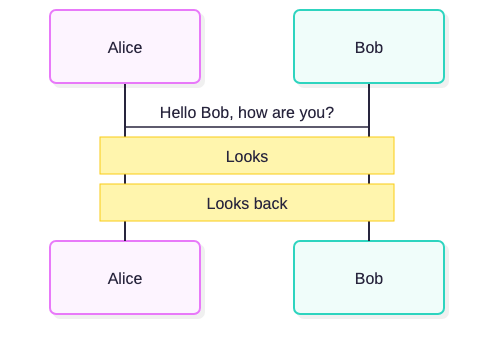 Alice
Bob
Hello Bob, how are you?
Looks
Looks back
Alice
Bob